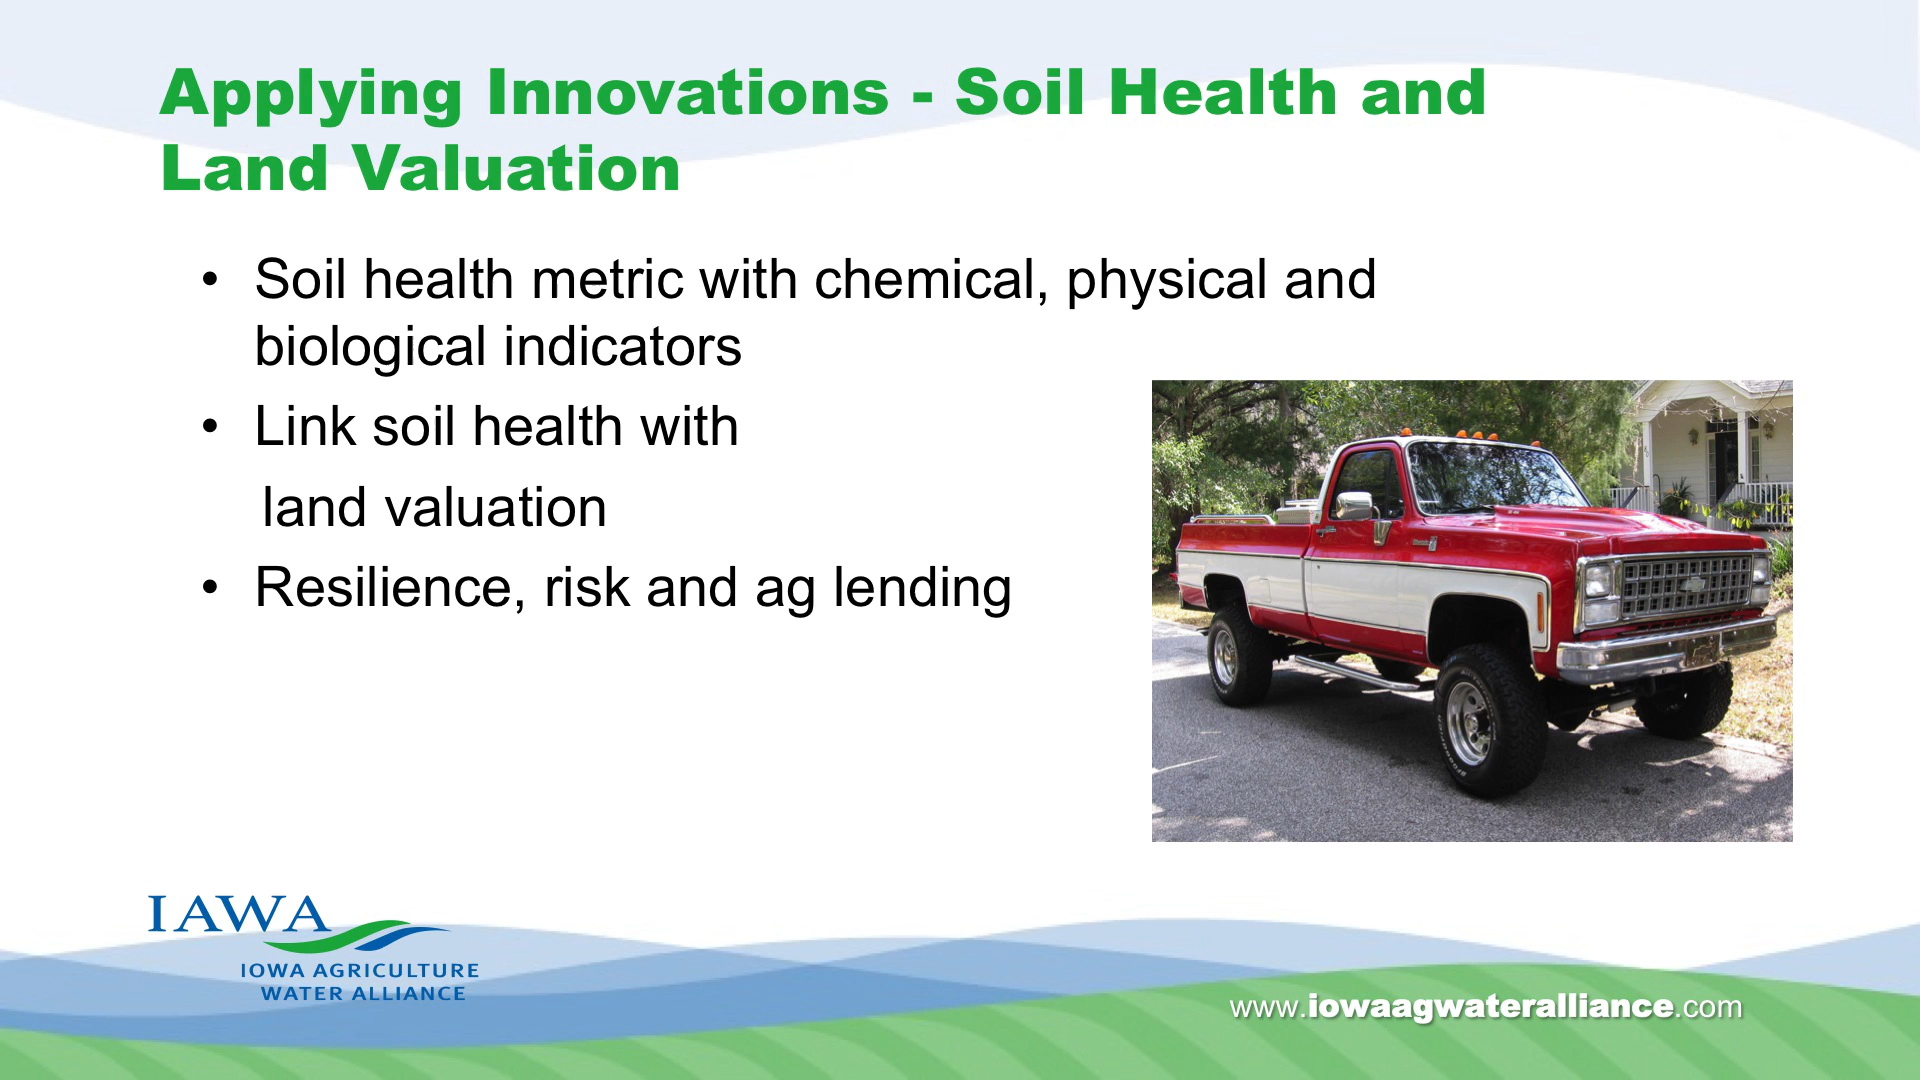 Applying Innovations - Soil Health and
Land Valuation
• Soil health metric with chemical, physical and
biological indicators
• Link soil health with
land valuation
• Resilience, risk and ag lending
IAWA
IOWA AGRICULTURE
WATER ALLIANCE
www.iowaagwateralliance.com